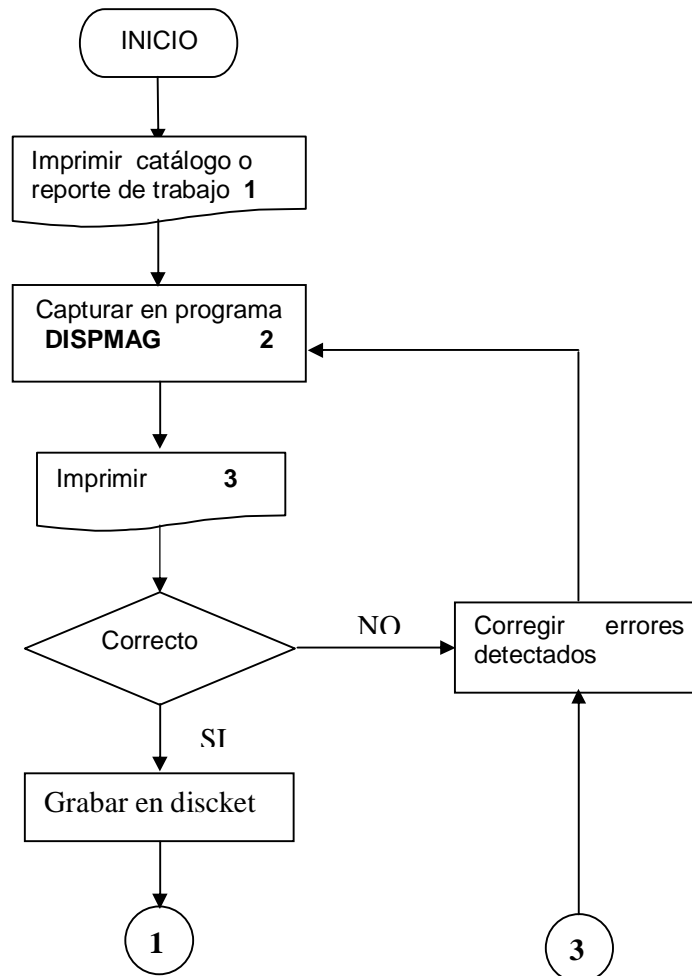 INICIO
Imprimir catálogo o
reporte de trabajo 1
Capturar en programa
DISPMAG 2
Imprimir 3
Correcto
NO
Corregir errores
detectados
SI
Grabar en discket
1
3